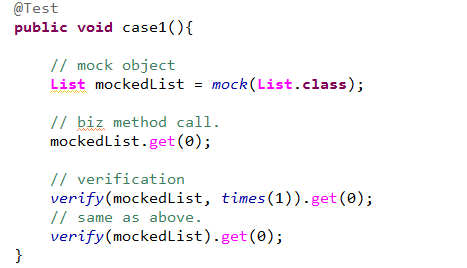 @Test
public void case1(){
// mock object
List mockedList = mock(List.class);
// biz method call.
mockedList.get(0);
// verification
verify(mockedList, times(1)).get(0);
// same as above.
verify(mockedList).get(0);
}